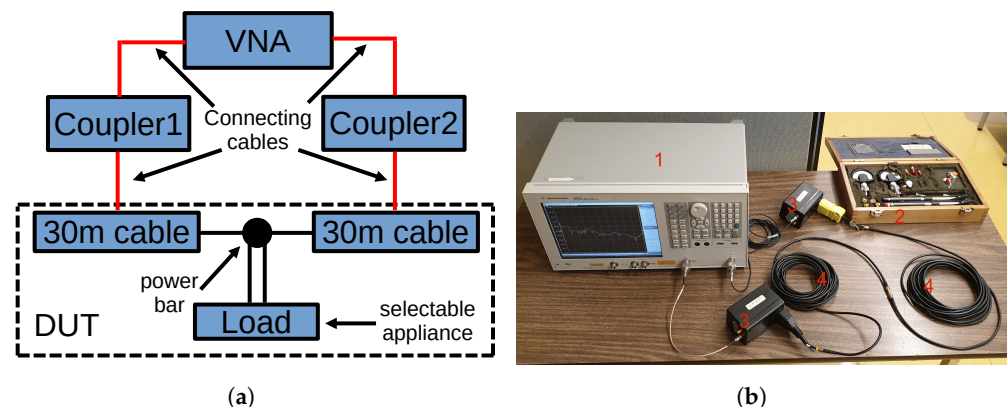 VNA
Coupler1
Connecting
cables
Coupler2
30m cable
30m cable
power
bar
DUT
Load
selectable
appliance
(a)
1
3
2
4
4
3
(b)